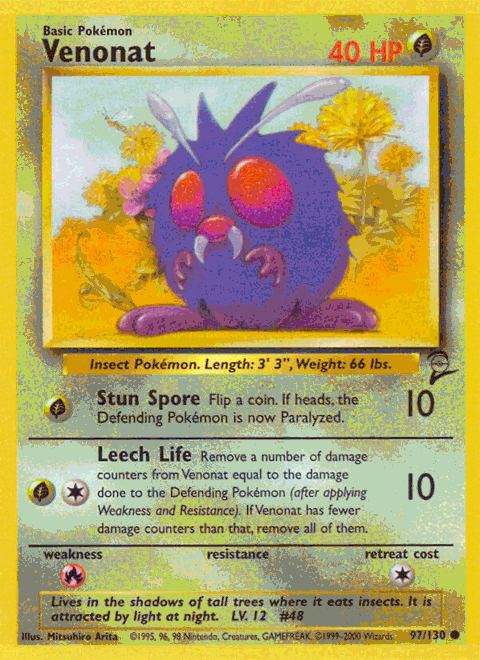 Basic Pokémon
Venonat 40 HP
Insect Pokémon. Length: 3' 3", Weight: 66 lbs.
Stun Spore Flip a coin. If heads, the
Defending Pokémon is now Paralyzed.
10
Leech Life Remove a number of damage
counters from Venonat equal to the damage
done to the Defending Pokémon (after applying
Weakness and Resistance). If Venonat has fewer
damage counters than that, remove all of them.
10
weakness resistance retreat cost
Lives in the shadows of tall trees where it eats insects. It is
attracted by light at night. LV. 12 #48
Illus. Mitsuhiro Arita ©1995, 96, 98 Nintendo, Creatures, GAMEFREAK. ©1999-2000 Wizards. 97/130